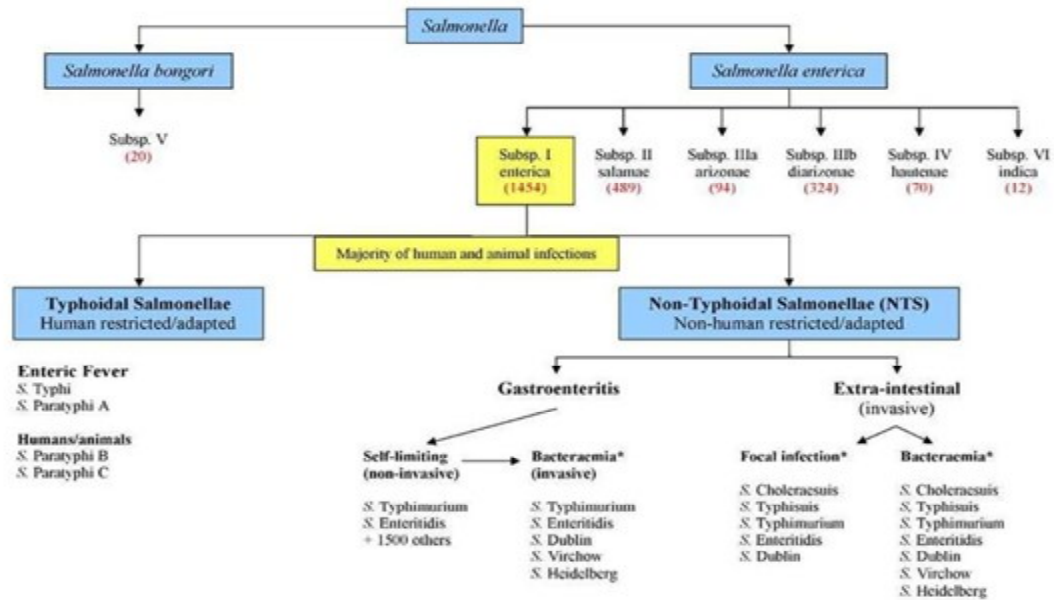 Salmonella
Salmonella bongori
Salmonella enterica
Subsp. V
(20)
Subsp. I
enterica
(1454)
Subsp. II
salamae
(489)
Subsp. IIIa
arizonae
(94)
Subsp. IIIb
diarizonae
(324)
Subsp. IV
hautenae
(70)
Subsp. VI
indica
(12)
Majority of human and animal infections
Typhoidal Salmonellae
Human restricted/adapted
Non-Typhoidal Salmonellae (NTS)
Non-human restricted/adapted
Enteric Fever
S. Typhi
S. Paratyphi A
Humans/animals
S. Paratyphi B
S. Paratyphi C
Gastroenteritis
Extra-intestinal
(invasive)
Self-limiting
(non-invasive)
S. Typhimurium
S. Enteritidis
+ 1500 others
Bacteraemia*
(invasive)
S. Typhimurium
S. Enteritidis
S. Dublin
S. Virchow
S. Heidelberg
Focal infection*
S. Choleraesuis
S. Typhisuis
S. Typhimurium
S. Enteritidis
S. Dublin
Bacteraemia*
S. Choleraesuis
S. Typhisuis
S. Typhimurium
S. Enteritidis
S. Dublin
S. Virchow
S. Heidelberg